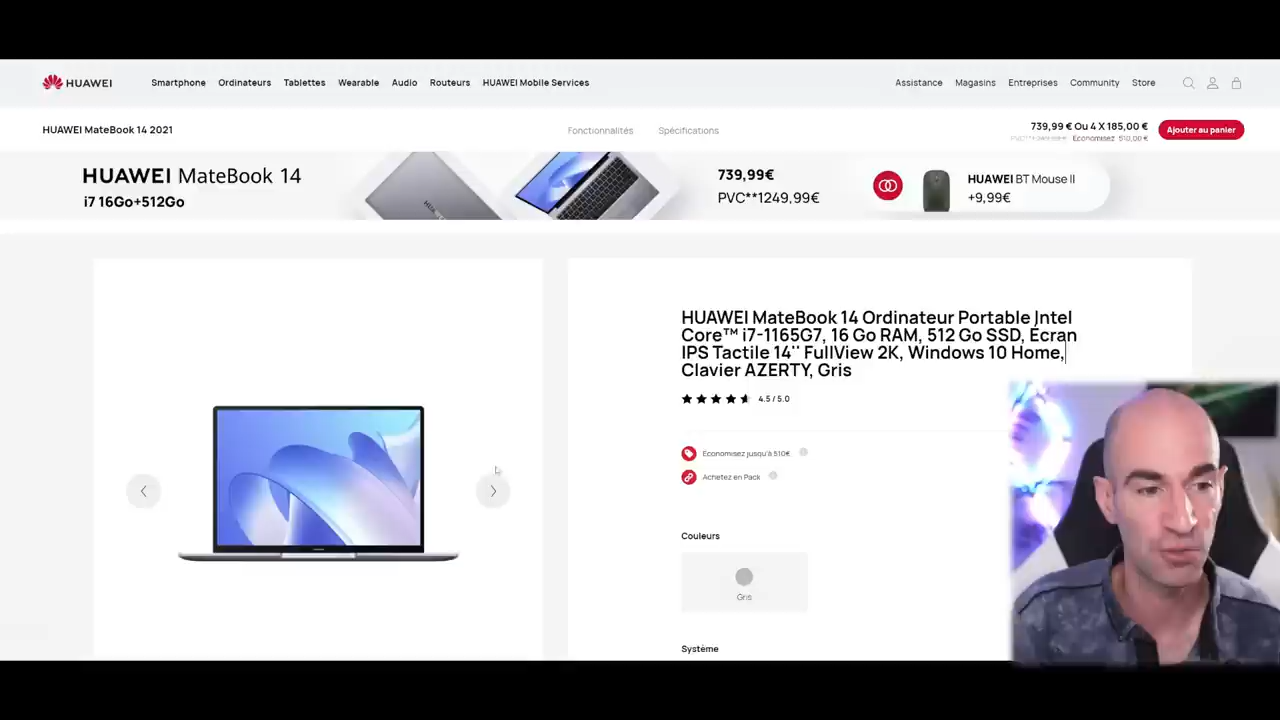 HUAWEI
Smartphone Ordinateurs Tablettes Wearable Audio Routeurs HUAWEI Mobile Services
Assistance Magasins Entreprises Community Store
HUAWEI MateBook 14 2021
Fonctionnalités Spécifications
739,99 € Ou 4 X 185,00 €
Economisez 510,00 €
Ajouter au panier
HUAWEI MateBook 14
i7 16Go+512Go
739,99€
PVC**1249,99€
HUAWEI BT Mouse II
+9,99€
HUAWEI MateBook 14 Ordinateur Portable Intel
Core™ i7-1165G7, 16 Go RAM, 512 Go SSD, Écran
IPS Tactile 14'' FullView 2K, Windows 10 Home,
Clavier AZERTY, Gris
4.5 / 5.0
Économisez jusqu'à 510€
Achetez en Pack
Couleurs
Gris
Système